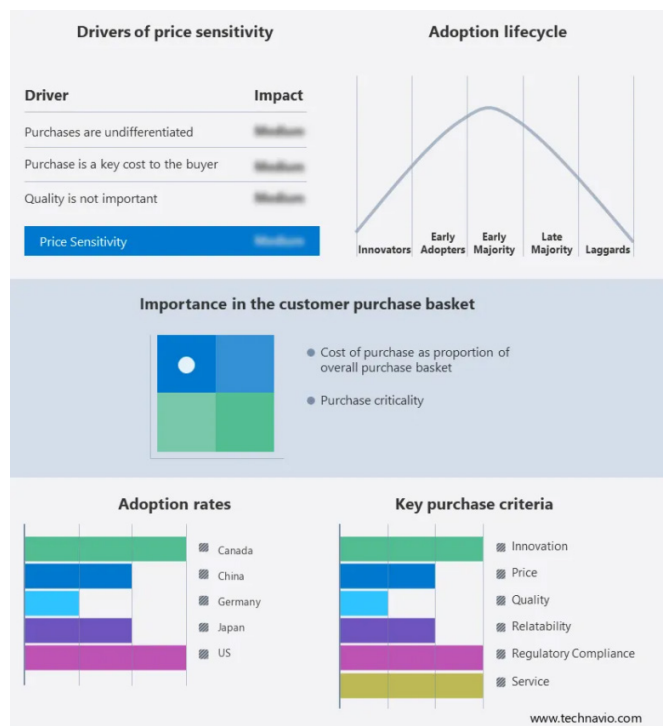 Drivers of price sensitivity
Driver Impact
Purchases are undifferentiated
Purchase is a key cost to the buyer
Quality is not important
Price Sensitivity
Adoption lifecycle
Innovators
Early
Adopters
Early
Majority
Late
Majority
Laggards
Importance in the customer purchase basket
Cost of purchase as proportion of
overall purchase basket
Purchase criticality
Adoption rates
Canada
China
Germany
Japan
US
Key purchase criteria
Innovation
Price
Quality
Relatability
Regulatory Compliance
Service
www.technavio.com